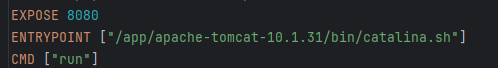 EXPOSE 8080
ENTRYPOINT ["/app/apache-tomcat-10.1.31/bin/catalina.sh"]
CMD ["run"]